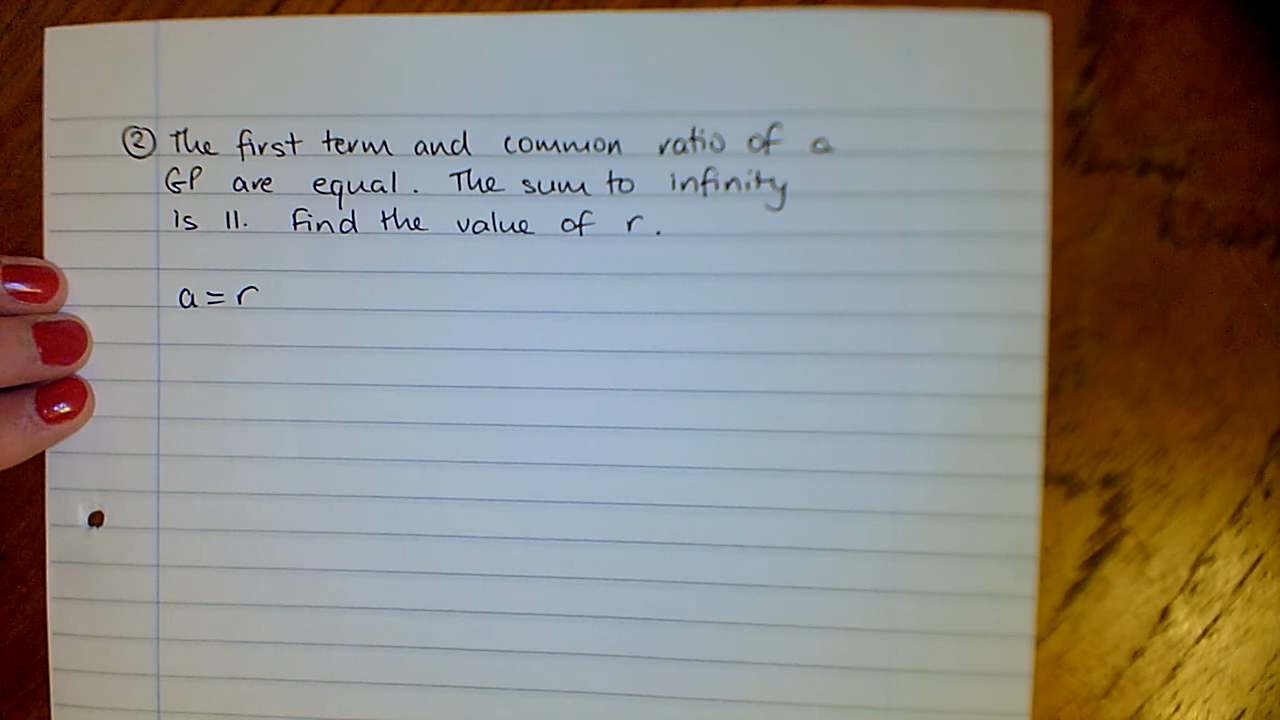 ② The first term and common ratio of a
GP are equal. The sum to infinity
is 11. Find the value of r.
a = r